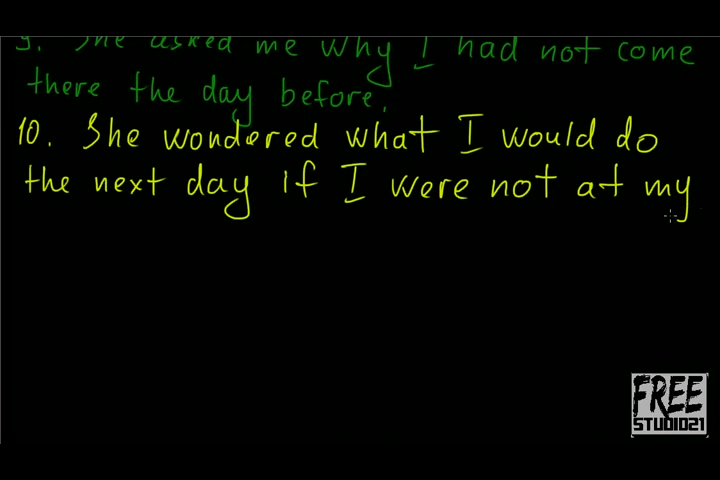 9. She asked me why I had not come
there the day before.
10. She wondered what I would do
the next day if I were not at my
FREE
STUDIO21